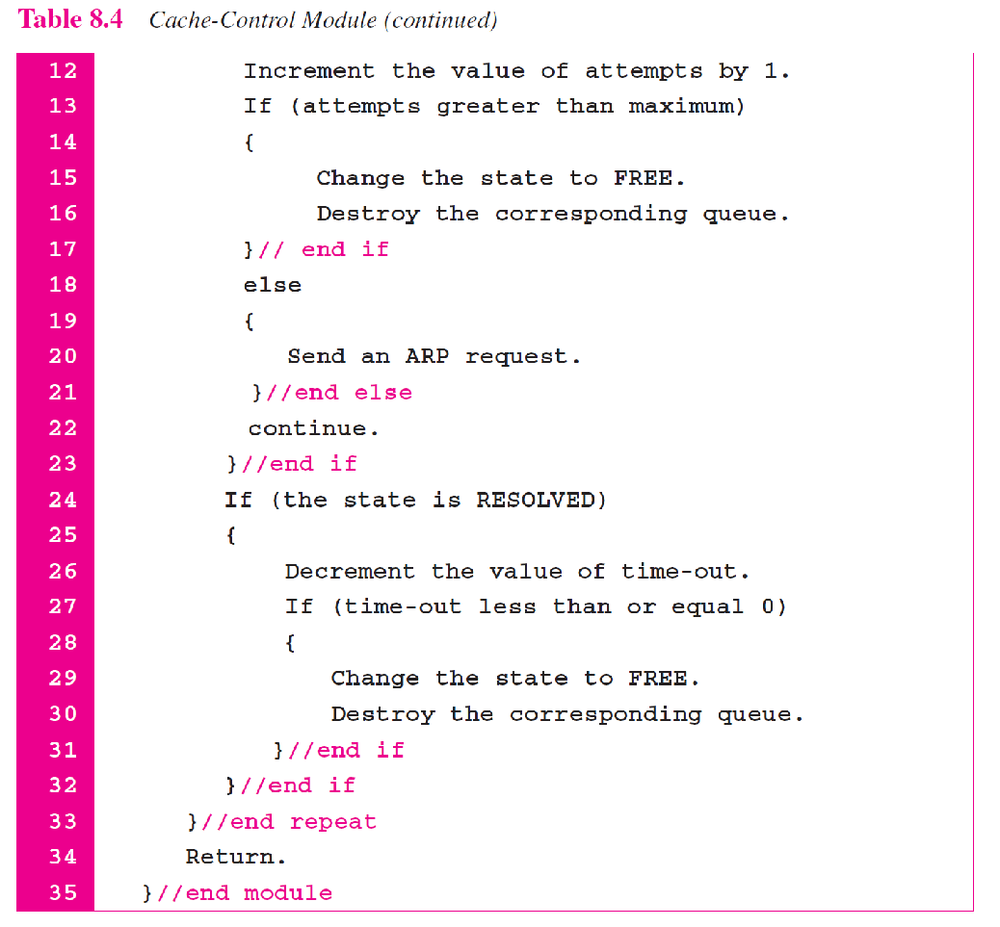 Table 8.4 Cache-Control Module (continued)
12 Increment the value of attempts by 1.
13 If (attempts greater than maximum)
14 {
15 Change the state to FREE.
16 Destroy the corresponding queue.
17 }// end if
18 else
19 {
20 Send an ARP request.
21 }//end else
22 continue.
23 }//end if
24 If (the state is RESOLVED)
25 {
26 Decrement the value of time-out.
27 If (time-out less than or equal 0)
28 {
29 Change the state to FREE.
30 Destroy the corresponding queue.
31 }//end if
32 }//end if
33 }//end repeat
34 Return.
35 }//end module